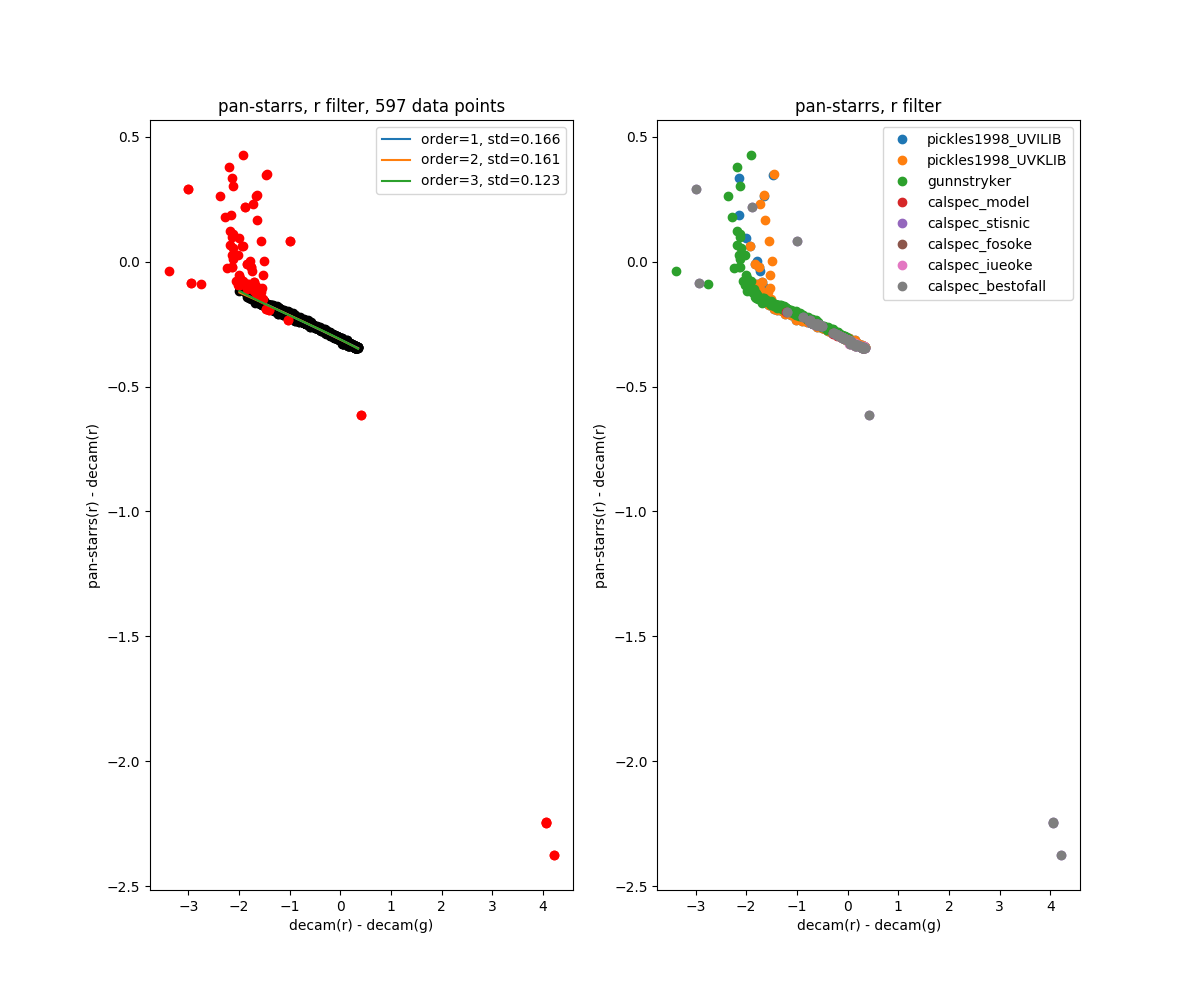 pan-starrs, r filter, 597 data points
order=1, std=0.166
order=2, std=0.161
order=3, std=0.123
0.5
0.0
−0.5
−1.0
−1.5
−2.0
−2.5
pan-starrs(r) - decam(r)
−3 −2 −1 0 1 2 3 4
decam(r) - decam(g)
pan-starrs, r filter
pickles1998_UVILIB
pickles1998_UVKLIB
gunnstryker
calspec_model
calspec_stisnic
calspec_fosoke
calspec_iueoke
calspec_bestofall
0.5
0.0
−0.5
−1.0
−1.5
−2.0
−2.5
pan-starrs(r) - decam(r)
−3 −2 −1 0 1 2 3 4
decam(r) - decam(g)